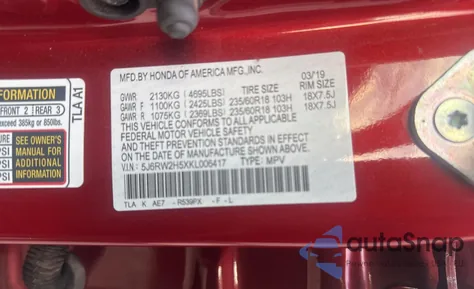 MFD.BY HONDA OF AMERICA MFG.,INC. 03/19
GVWR 2130KG (4695LBS) TIRE SIZE RIM SIZE
GAWR F 1100KG (2425LBS) 235/60R18 103H 18X7.5J
GAWR R 1075KG (2369LBS) 235/60R18 103H 18X7.5J
THIS VEHICLE CONFORMS TO ALL APPLICABLE
FEDERAL MOTOR VEHICLE SAFETY
AND THEFT PREVENTION STANDARDS IN EFFECT
ON THE DATE OF MANUFACTURE SHOWN ABOVE.
V.I.N.: 5J6RW2H5XKL006417 TYPE: MPV
TLA K AE7 -R539PX -F -L
FORMATION
FRONT 2 REAR 3
exceed 385kg or 850lbs.
PSI SEE OWNER'S
MANUAL FOR
PSI ADDITIONAL
PSI INFORMATION
TLA A1
autoSnap